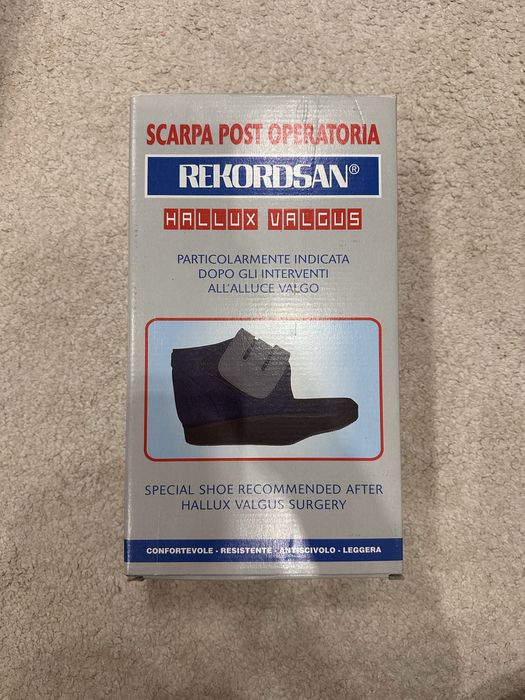 SCARPA POST OPERATORIA
REKORDSAN®
HALLUX VALGUS
PARTICOLARMENTE INDICATA
DOPO GLI INTERVENTI
ALL'ALLUCE VALGO
SPECIAL SHOE RECOMMENDED AFTER
HALLUX VALGUS SURGERY
CONFORTEVOLE - RESISTENTE - ANTISCIVOLO - LEGGERA